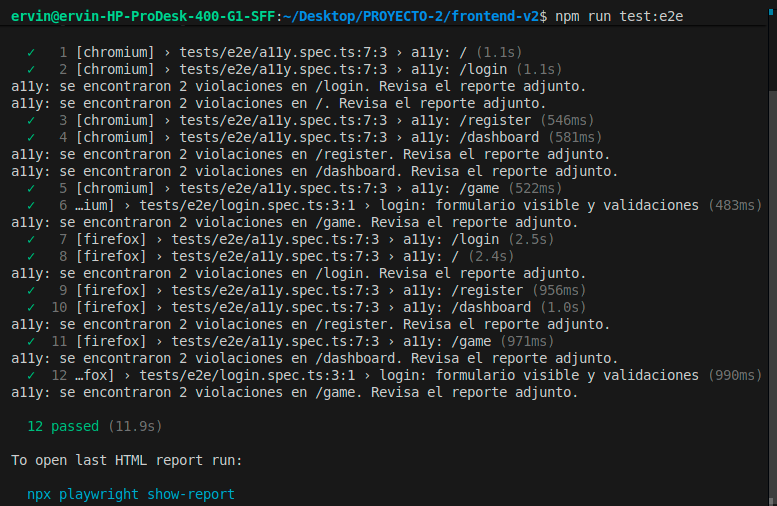 ervin@ervin-HP-ProDesk-400-G1-SFF:~/Desktop/PROYECTO-2/frontend-v2$ npm run test:e2e
✓ 1 [chromium] › tests/e2e/a11y.spec.ts:7:3 › a11y: / (1.1s)
✓ 2 [chromium] › tests/e2e/a11y.spec.ts:7:3 › a11y: /login (1.1s)
a11y: se encontraron 2 violaciones en /login. Revisa el reporte adjunto.
a11y: se encontraron 2 violaciones en /. Revisa el reporte adjunto.
✓ 3 [chromium] › tests/e2e/a11y.spec.ts:7:3 › a11y: /register (546ms)
✓ 4 [chromium] › tests/e2e/a11y.spec.ts:7:3 › a11y: /dashboard (581ms)
a11y: se encontraron 2 violaciones en /register. Revisa el reporte adjunto.
a11y: se encontraron 2 violaciones en /dashboard. Revisa el reporte adjunto.
✓ 5 [chromium] › tests/e2e/a11y.spec.ts:7:3 › a11y: /game (522ms)
✓ 6 …ium] › tests/e2e/login.spec.ts:3:1 › login: formulario visible y validaciones (483ms)
a11y: se encontraron 2 violaciones en /game. Revisa el reporte adjunto.
✓ 7 [firefox] › tests/e2e/a11y.spec.ts:7:3 › a11y: /login (2.5s)
✓ 8 [firefox] › tests/e2e/a11y.spec.ts:7:3 › a11y: / (2.4s)
a11y: se encontraron 2 violaciones en /login. Revisa el reporte adjunto.
✓ 9 [firefox] › tests/e2e/a11y.spec.ts:7:3 › a11y: /register (956ms)
✓ 10 [firefox] › tests/e2e/a11y.spec.ts:7:3 › a11y: /dashboard (1.0s)
a11y: se encontraron 2 violaciones en /register. Revisa el reporte adjunto.
✓ 11 [firefox] › tests/e2e/a11y.spec.ts:7:3 › a11y: /game (971ms)
a11y: se encontraron 2 violaciones en /dashboard. Revisa el reporte adjunto.
✓ 12 …fox] › tests/e2e/login.spec.ts:3:1 › login: formulario visible y validaciones (990ms)
a11y: se encontraron 2 violaciones en /game. Revisa el reporte adjunto.
12 passed (11.9s)
To open last HTML report run:
npx playwright show-report